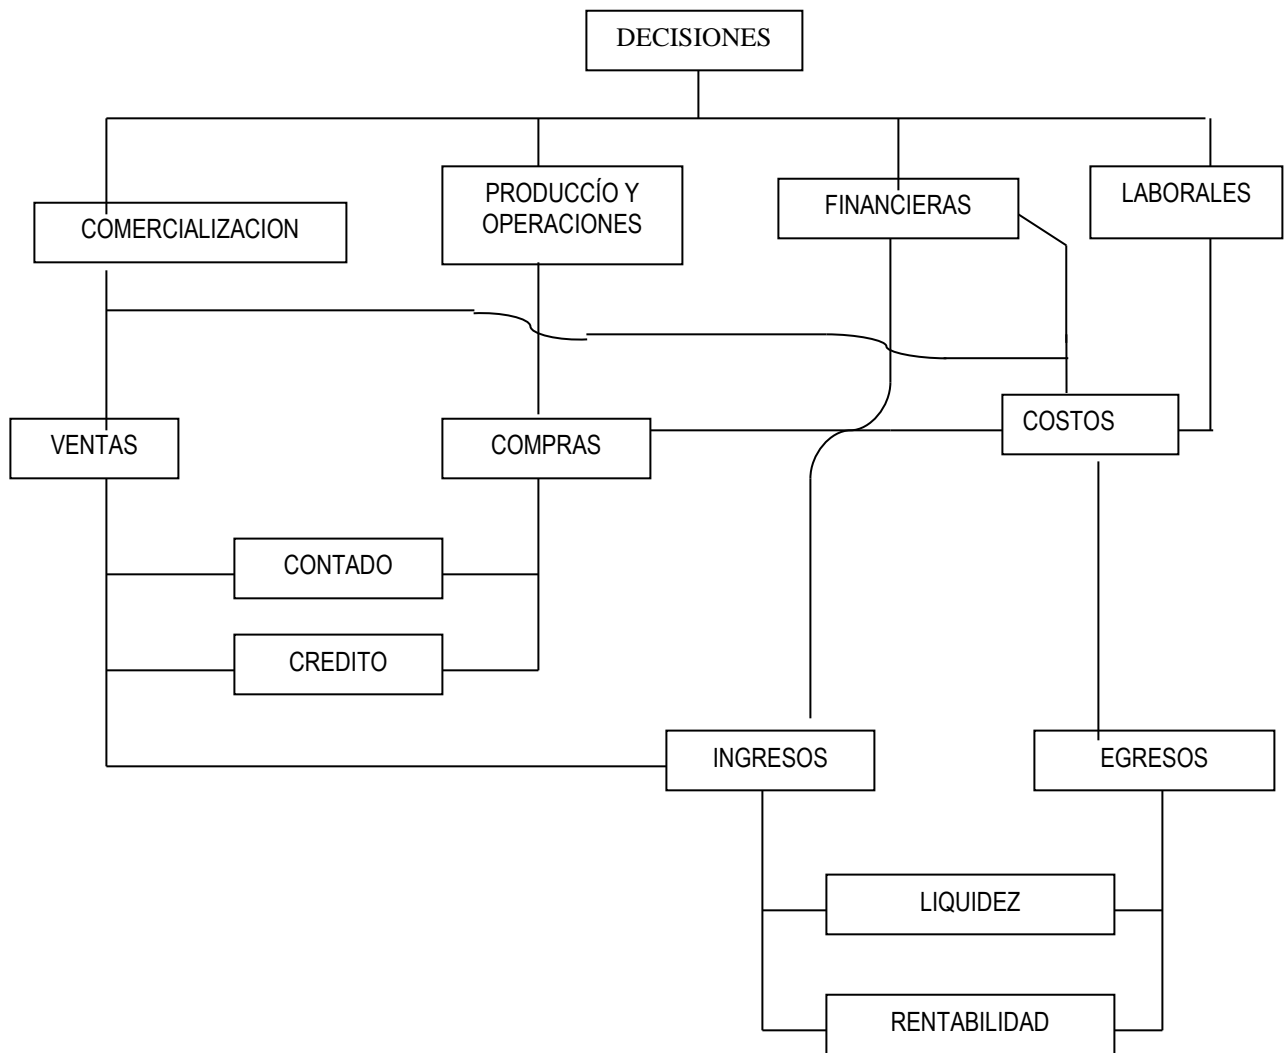 DECISIONES
COMERCIALIZACION
PRODUCCÍO Y
OPERACIONES
FINANCIERAS
LABORALES
VENTAS
COMPRAS
COSTOS
CONTADO
CREDITO
INGRESOS
EGRESOS
LIQUIDEZ
RENTABILIDAD